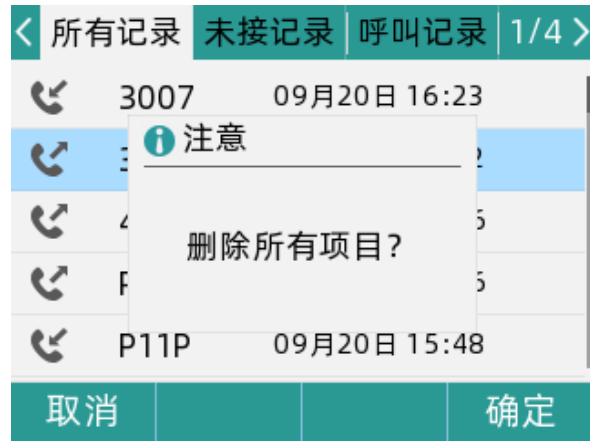 所有记录 未接记录 呼叫记录 1/4
3007 09月20日 16:23
注意
删除所有项目?
P11P 09月20日 15:48
取消 确定